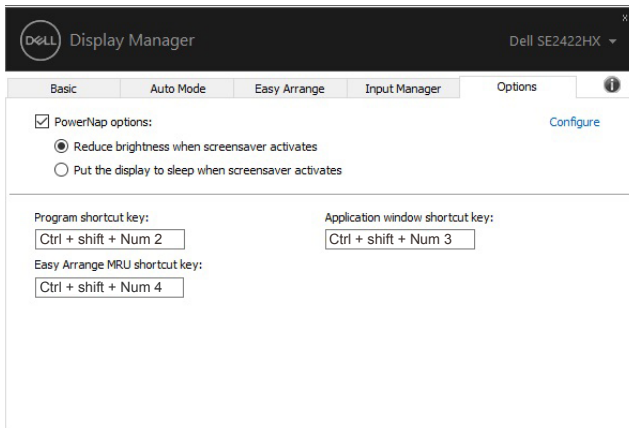 x
DELL Display Manager
Dell SE2422HX
Basic Auto Mode Easy Arrange Input Manager Options
PowerNap options: Configure
Reduce brightness when screensaver activates
Put the display to sleep when screensaver activates
Program shortcut key: Application window shortcut key:
Ctrl + shift + Num 2 Ctrl + shift + Num 3
Easy Arrange MRU shortcut key:
Ctrl + shift + Num 4